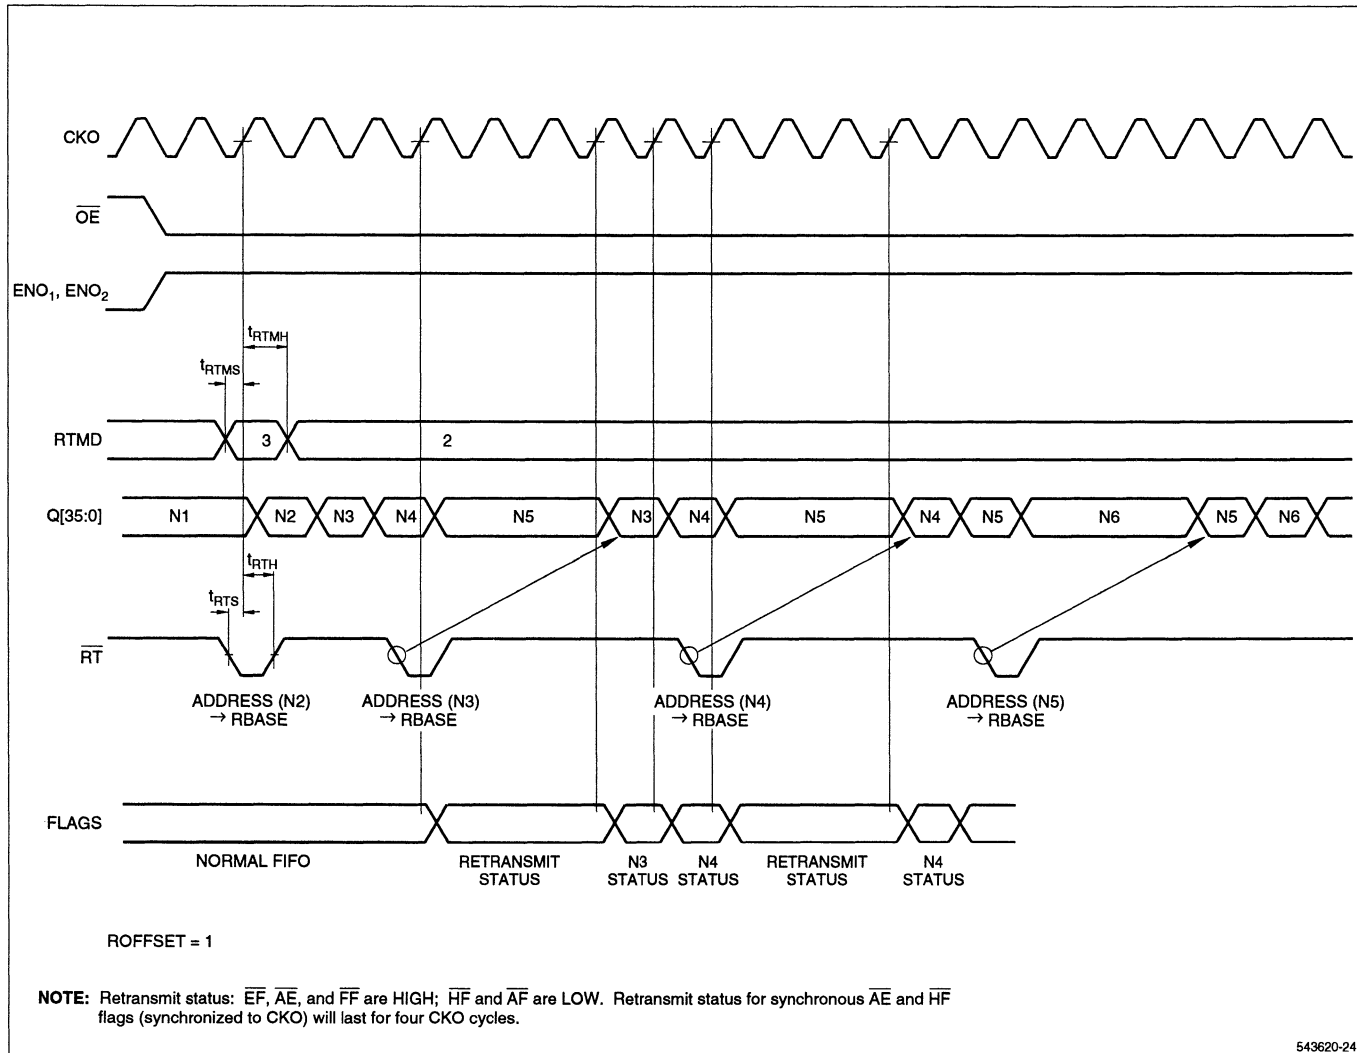 CKO
OE
ENO1, ENO2
tRTMH
tRTMS
RTMD
3
2
Q[35:0]
N1
N2
N3
N4
N5
N3
N4
N5
N4
N5
N6
N5
N6
tRTH
tRTS
RT
ADDRESS (N2)
→ RBASE
ADDRESS (N3)
→ RBASE
ADDRESS (N4)
→ RBASE
ADDRESS (N5)
→ RBASE
FLAGS
NORMAL FIFO
RETRANSMIT
STATUS
N3
STATUS
N4
STATUS
RETRANSMIT
STATUS
N4
STATUS
ROFFSET = 1
NOTE: Retransmit status: EF, AE, and FF are HIGH; HF and AF are LOW. Retransmit status for synchronous AE and HF
flags (synchronized to CKO) will last for four CKO cycles.
543620-24